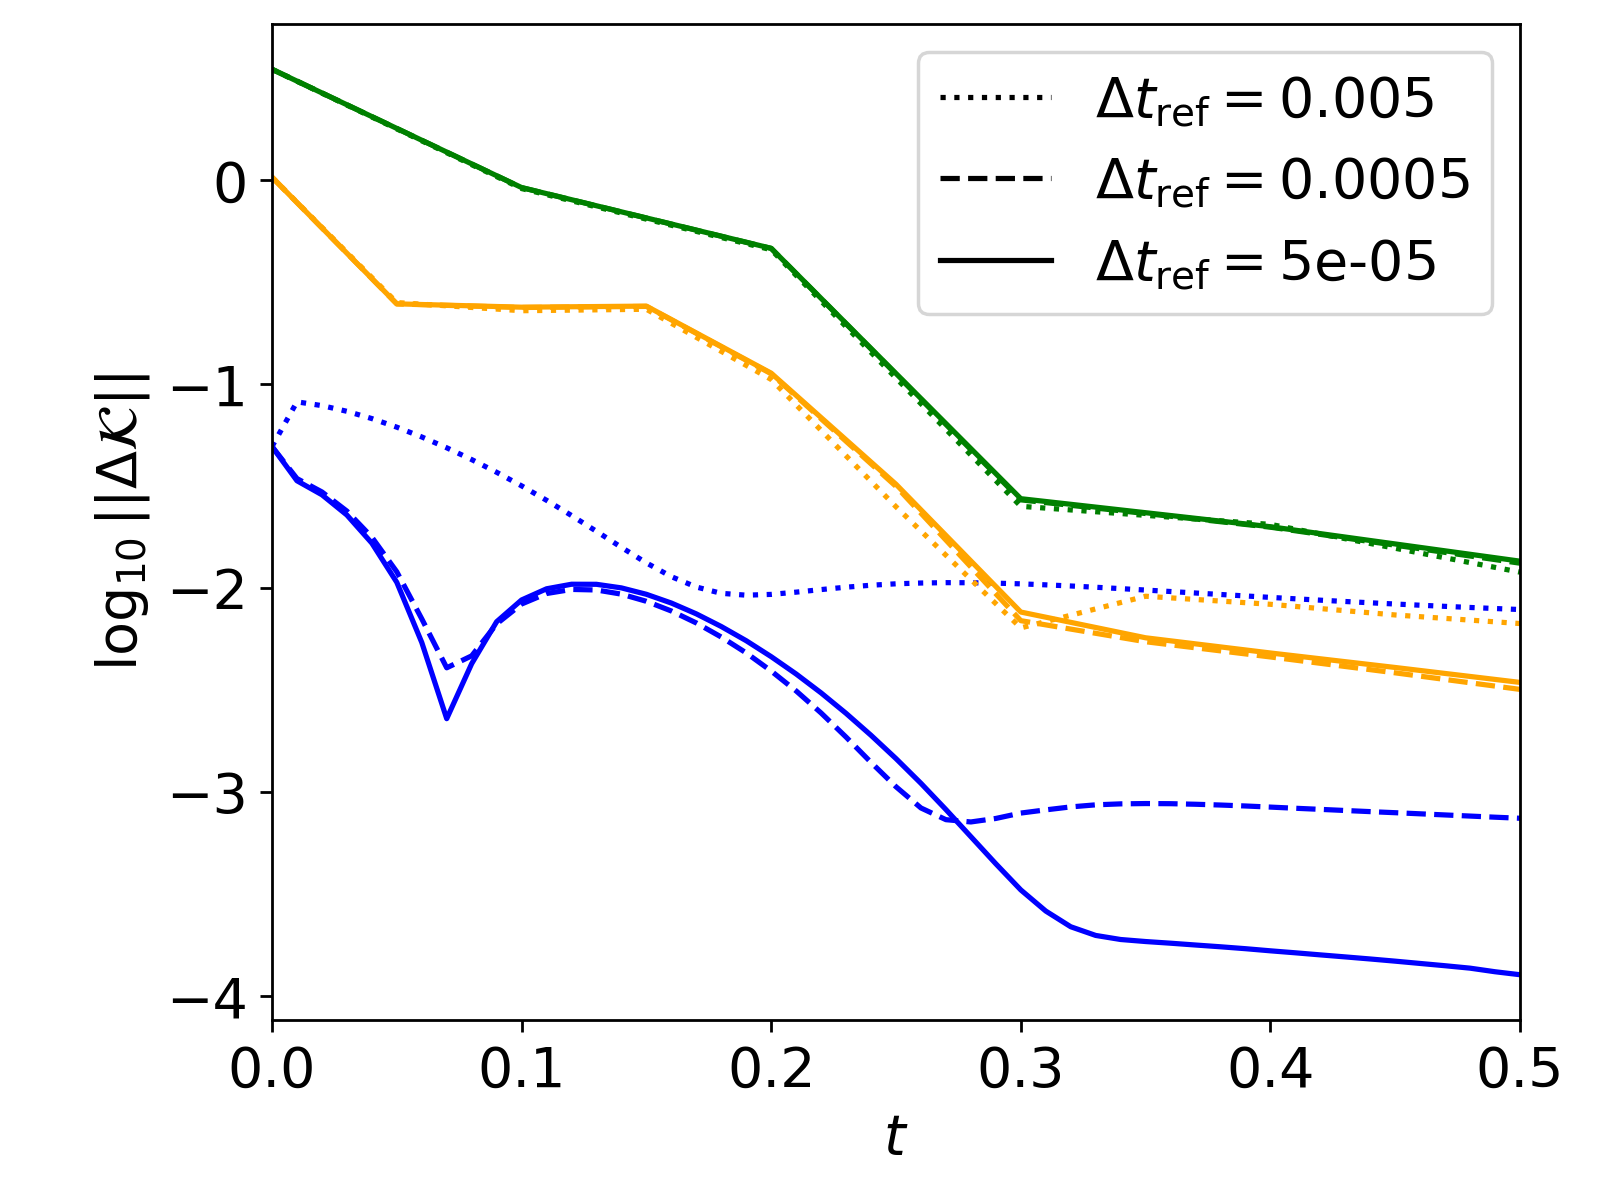 Δt_ref = 0.005
Δt_ref = 0.0005
Δt_ref = 5e-05
0
−1
−2
−3
−4
log₁₀||Δ𝒦||
0.0 0.1 0.2 0.3 0.4 0.5
t